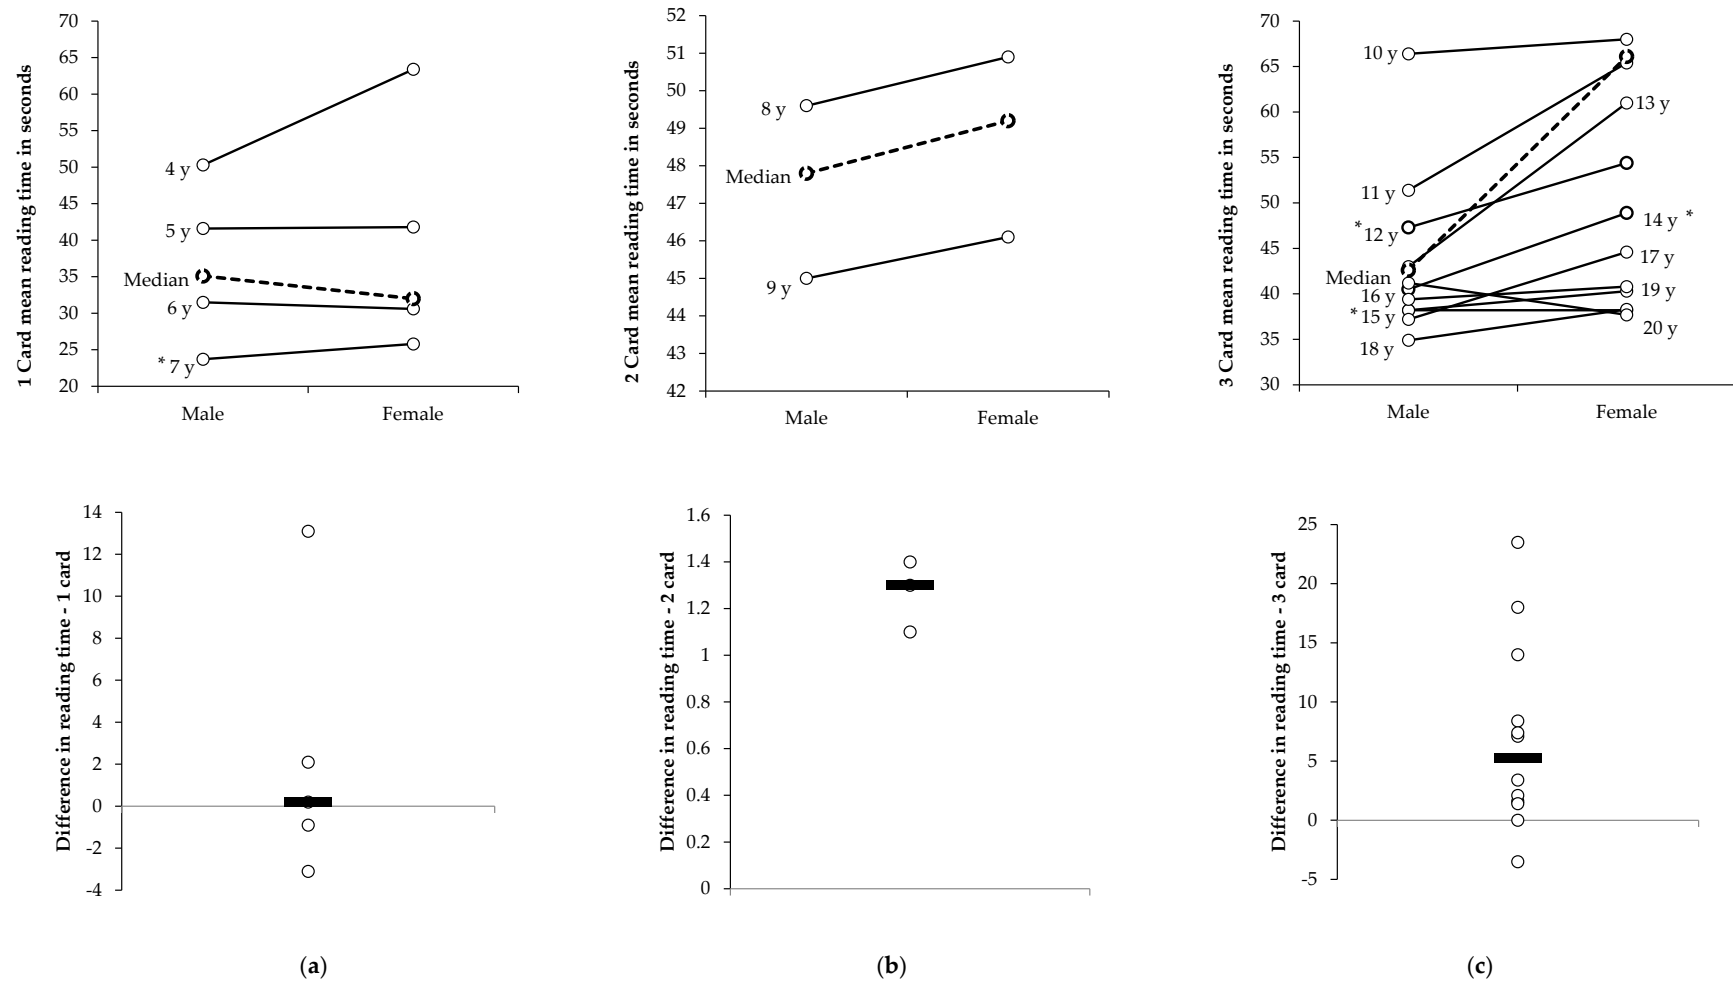 1 Card mean reading time in seconds
70
65
60
55
50
45
40
35
30
25
20
4 y
5 y
Median
6 y
* 7 y
Male Female
2 Card mean reading time in seconds
52
51
50
49
48
47
46
45
44
43
42
8 y
Median
9 y
Male Female
3 Card mean reading time in seconds
70
65
60
55
50
45
40
35
30
10 y
11 y
* 12 y
Median
16 y
* 15 y
18 y
13 y
14 y *
17 y
19 y
20 y
Male Female
Difference in reading time - 1 card
14
12
10
8
6
4
2
0
-2
-4
Difference in reading time - 2 card
1.6
1.4
1.2
1
0.8
0.6
0.4
0.2
0
Difference in reading time - 3 card
25
20
15
10
5
0
-5
(a) (b) (c)